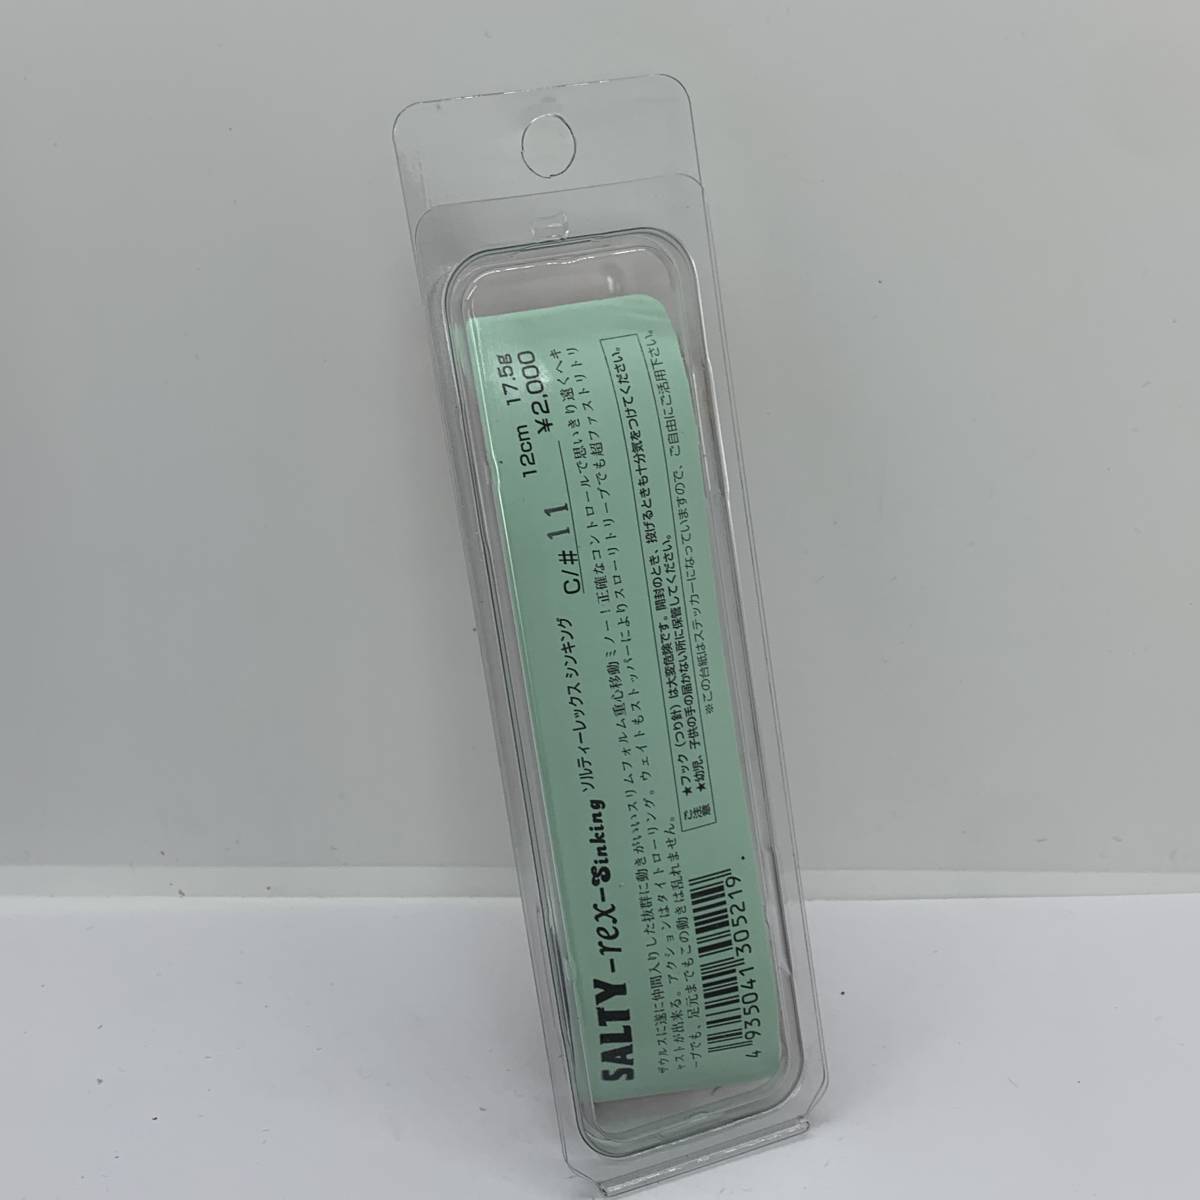 SALTY-rex-Sinking ソルティーレックスシンキング
12cm 17.5g
C/# 11 ¥2,000
ザウルスに遂に仲間入りした抜群に動きがいいスリムフォルム重心移動ミノー!正確なコントロールで思いきり遠くへキ
ャストが出来る。アクションはタイトローリング。ウェイトもストッパーによりスローリトリーブでも超ファストリトリ
ーブでも、足元までもこの動きは乱れません。
ご注意
★フック(つり針)は大変危険です。開封のとき、投げるときも十分気をつけてください。
★幼児、子供の手の届かない所に保管してください。
※この台紙はステッカーになっていますので、ご自由にご活用下さい。
4 935041 305219